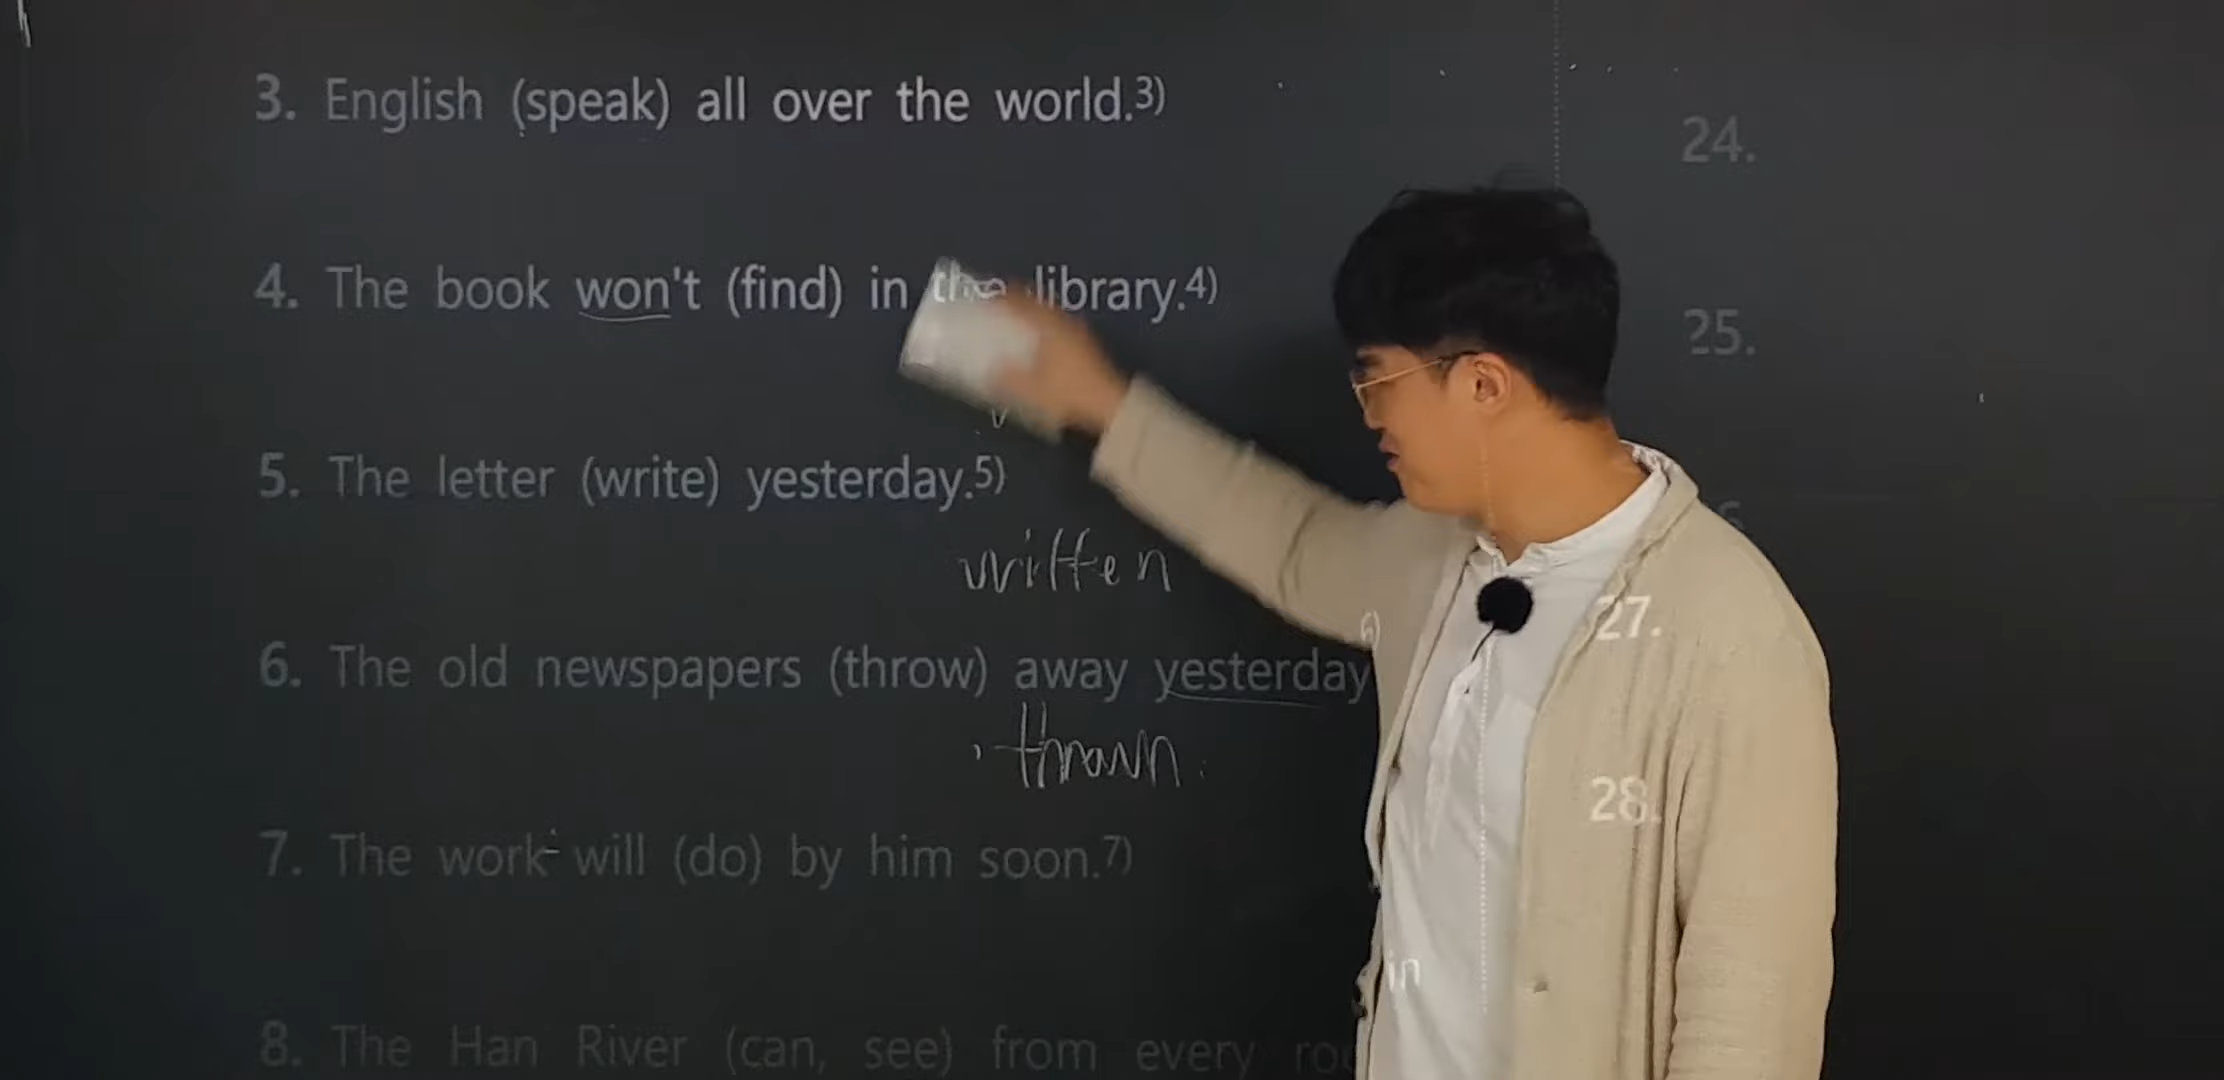 3. English (speak) all over the world.3)
4. The book won't (find) in the library.4)
5. The letter (write) yesterday.5)
written
6. The old newspapers (throw) away yesterday 6)
thrown
7. The work will (do) by him soon.7)
8. The Han River (can, see) from every
in
24.
25.
27.
28.